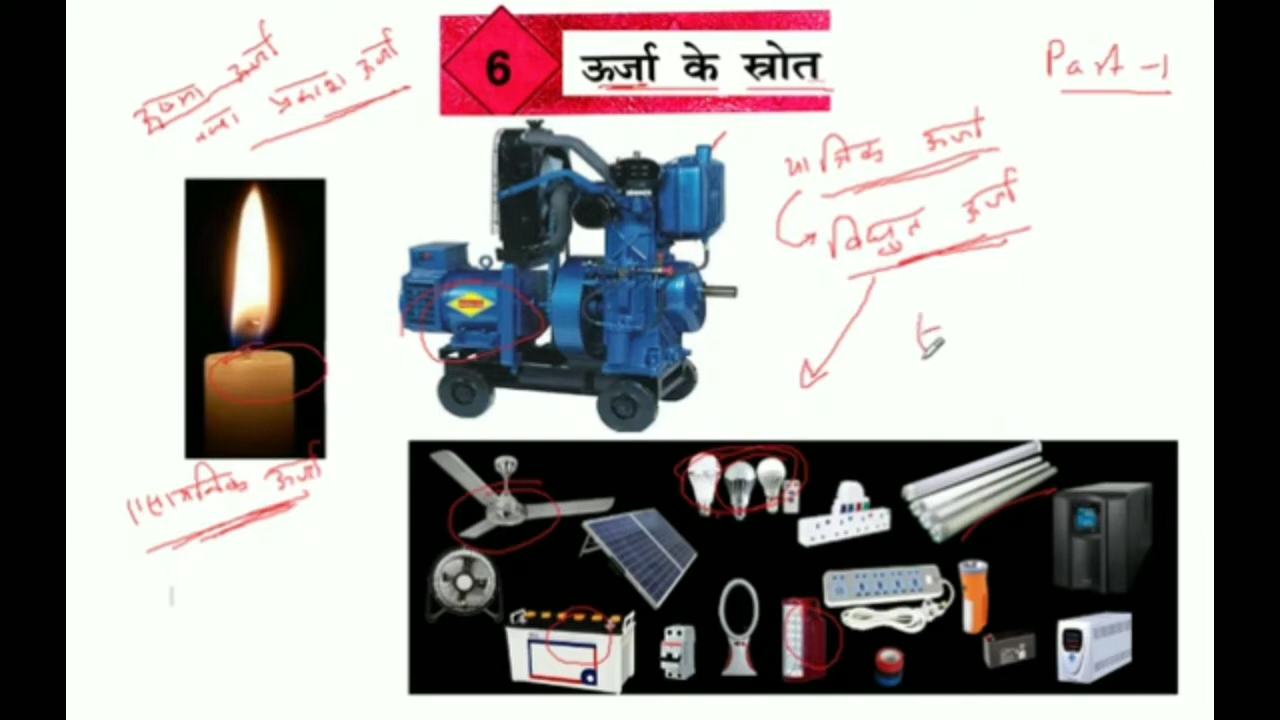 6 ऊर्जा के स्रोत
Part-1
ऊष्मा ऊर्जा
तथा प्रकाश ऊर्जा
यान्त्रिक ऊर्जा
विद्युत ऊर्जा
रासायनिक ऊर्जा